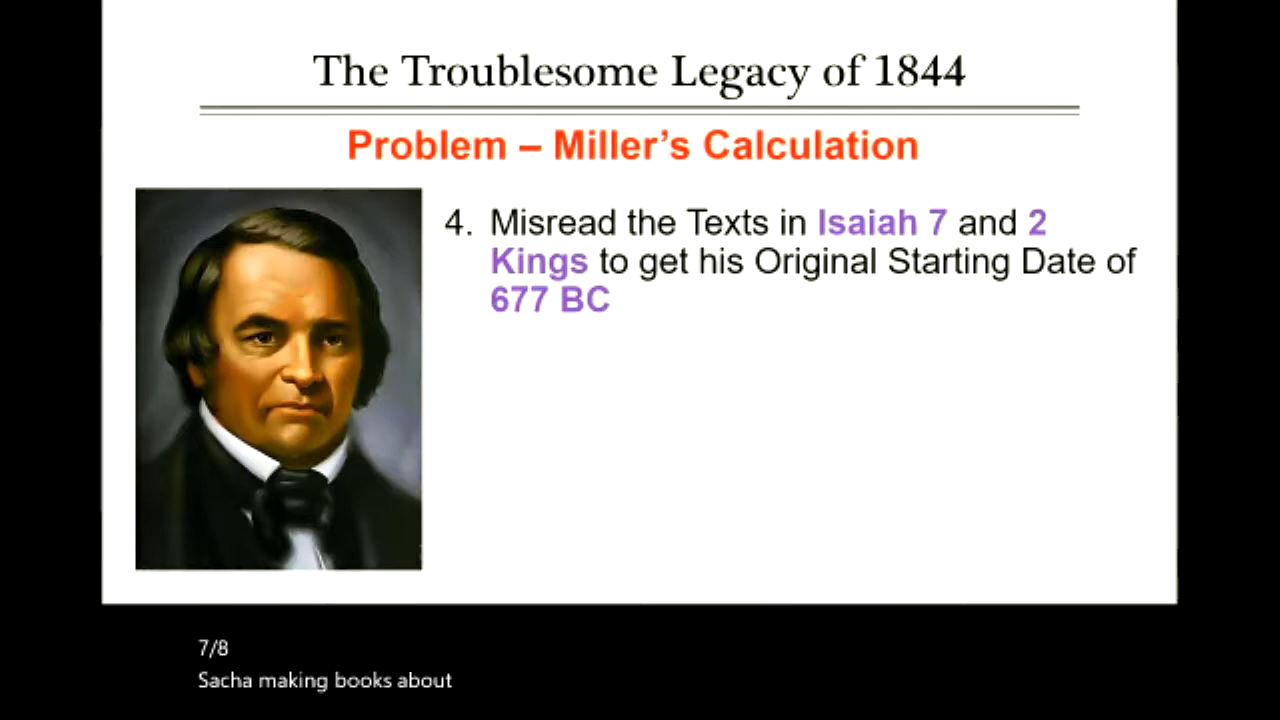 The Troublesome Legacy of 1844
Problem – Miller’s Calculation
4. Misread the Texts in Isaiah 7 and 2
Kings to get his Original Starting Date of
677 BC
7/8
Sacha making books about